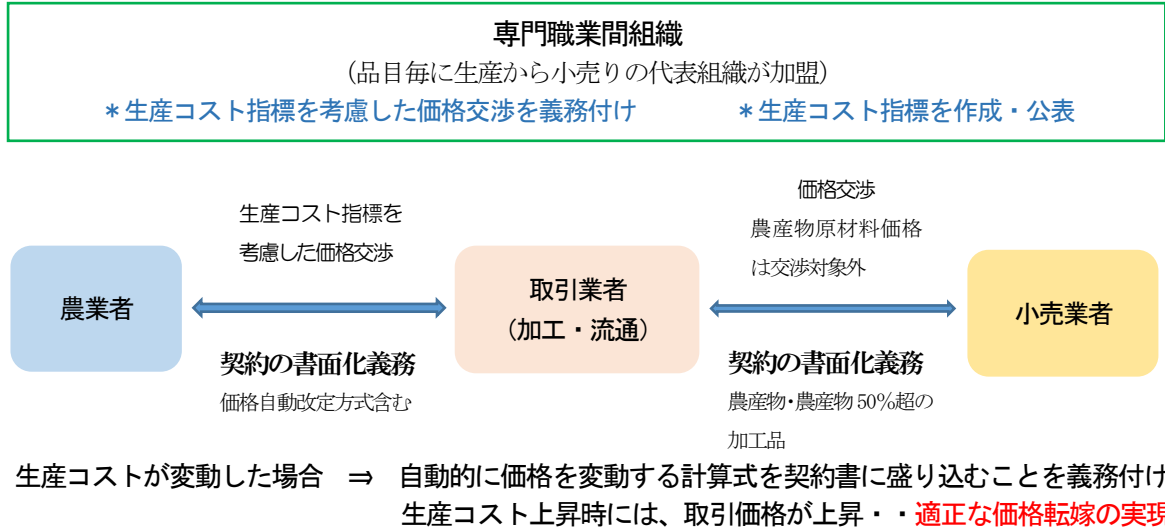 専門職業間組織
（品目毎に生産から小売りの代表組織が加盟）
＊生産コスト指標を考慮した価格交渉を義務付け　　＊生産コスト指標を作成・公表
価格交渉
生産コスト指標を
考慮した価格交渉
農産物原材料価格
は交渉対象外
農業者
取引業者
（加工・流通）
小売業者
契約の書面化義務
価格自動改定方式含む
契約の書面化義務
農産物・農産物50％超の
加工品
生産コストが変動した場合　⇒　自動的に価格を変動する計算式を契約書に盛り込むことを義務付け
生産コスト上昇時には、取引価格が上昇・・適正な価格転嫁の実現